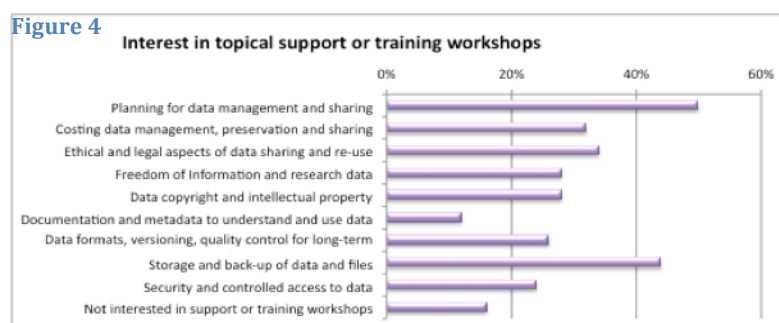 Figure 4
Interest in topical support or training workshops
0% 20% 40% 60%
Planning for data management and sharing
Costing data management, preservation and sharing
Ethical and legal aspects of data sharing and re-use
Freedom of Information and research data
Data copyright and intellectual property
Documentation and metadata to understand and use data
Data formats, versioning, quality control for long-term
Storage and back-up of data and files
Security and controlled access to data
Not interested in support or training workshops